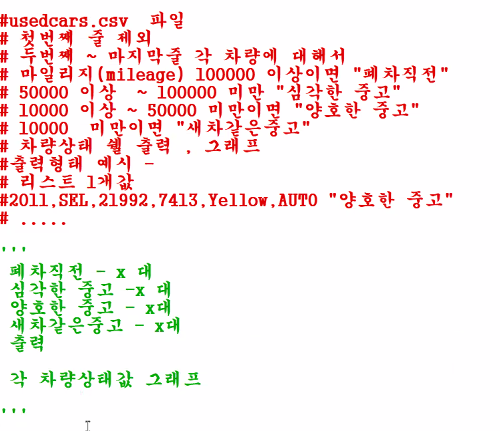 #usedcars.csv 파일
# 첫번째 줄 제외
# 두번째 ~ 마지막줄 각 차량에 대해서
# 마일리지(mileage) 100000 이상이면 "폐차직전"
# 50000 이상 ~ 100000 미만 "심각한 중고"
# 10000 이상 ~ 50000 미만이면 "양호한 중고"
# 10000 미만이면 "새차같은중고"
# 차량상태 쉘 출력 , 그래프
#출력형태 예시 -
# 리스트 1개값
#2011,SEL,21992,7413,Yellow,AUTO "양호한 중고"
# .....
'''
폐차직전 - x 대
심각한 중고 -x 대
양호한 중고 - x대
새차같은중고 - x대
출력
각 차량상태값 그래프
'''